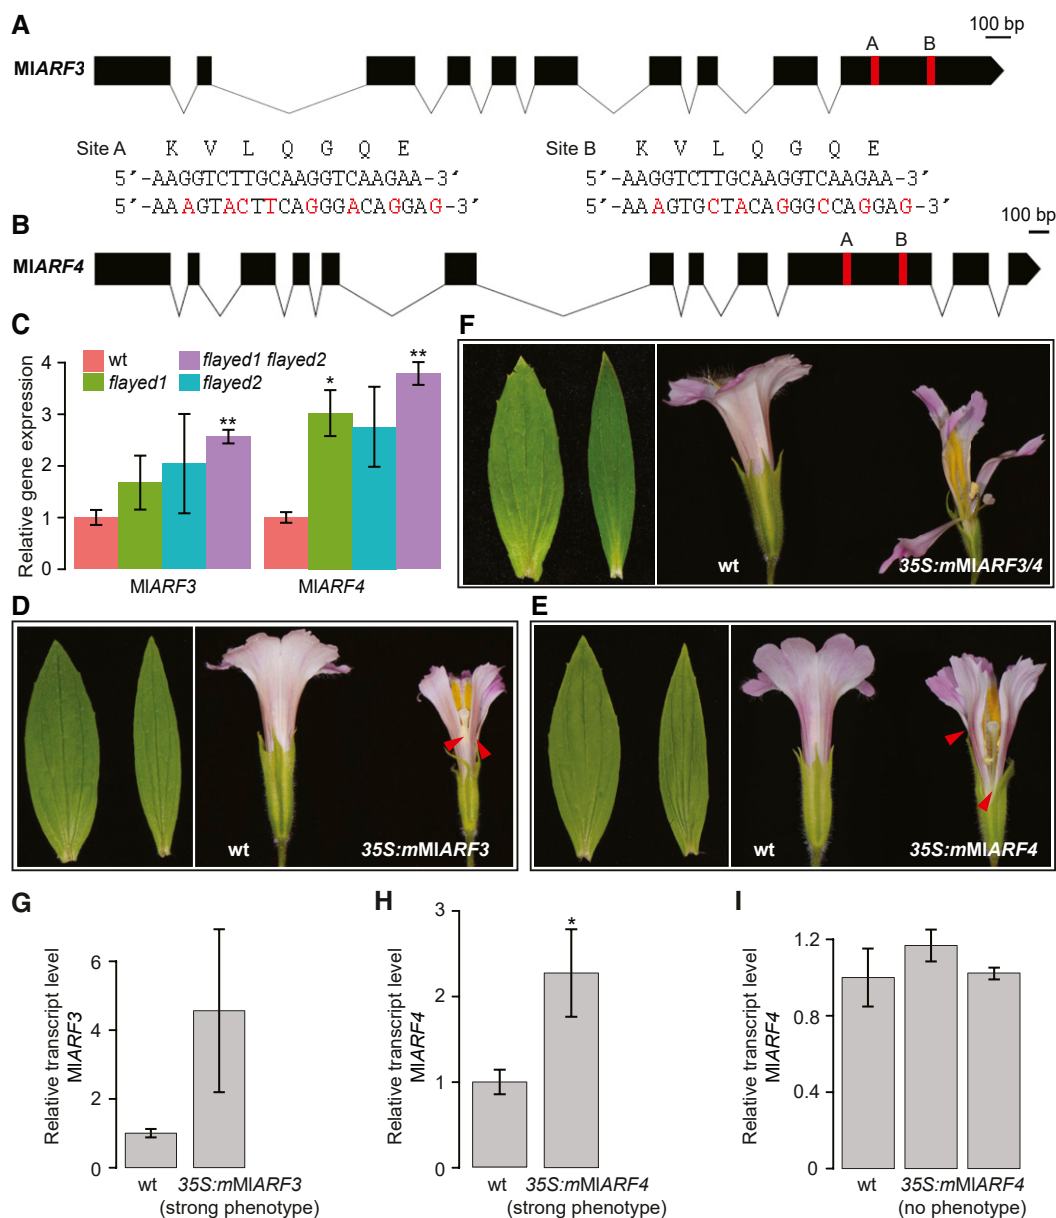 A
100 bp
MlARF3
A
B
Site A K V L Q G Q E
5′-AAGGTCTTGCAAGGTCAAGAA-3′
5′-AAAGTACTTCAGGGACAGGAG-3′
Site B K V L Q G Q E
5′-AAGGTCTTGCAAGGTCAAGAA-3′
5′-AAAGTGCTACAGGGCCAGGAG-3′
B
100 bp
MlARF4
A
B
C
Relative gene expression
4
3
2
1
0
wt
flayed1
flayed1 flayed2
flayed2
**
*
**
MlARF3
MlARF4
F
wt
35S:mMlARF3/4
D
wt
35S:mMlARF3
E
wt
35S:mMlARF4
G
Relative transcript level
MlARF3
6
4
2
0
wt
35S:mMlARF3
(strong phenotype)
H
Relative transcript level
MlARF4
3
2
1
0
*
wt
35S:mMlARF4
(strong phenotype)
I
Relative transcript level
MlARF4
1.2
0.8
0.4
0
wt
35S:mMlARF4
(no phenotype)